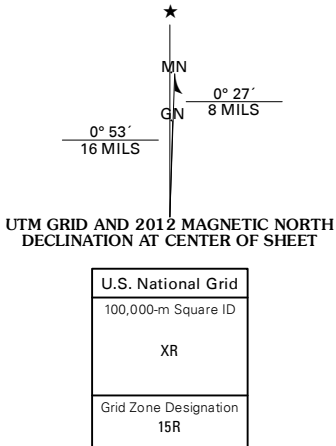 ★
MN
0° 27´
8 MILS
GN
0° 53´
16 MILS
UTM GRID AND 2012 MAGNETIC NORTH
DECLINATION AT CENTER OF SHEET
U.S. National Grid
100,000-m Square ID
XR
Grid Zone Designation
15R